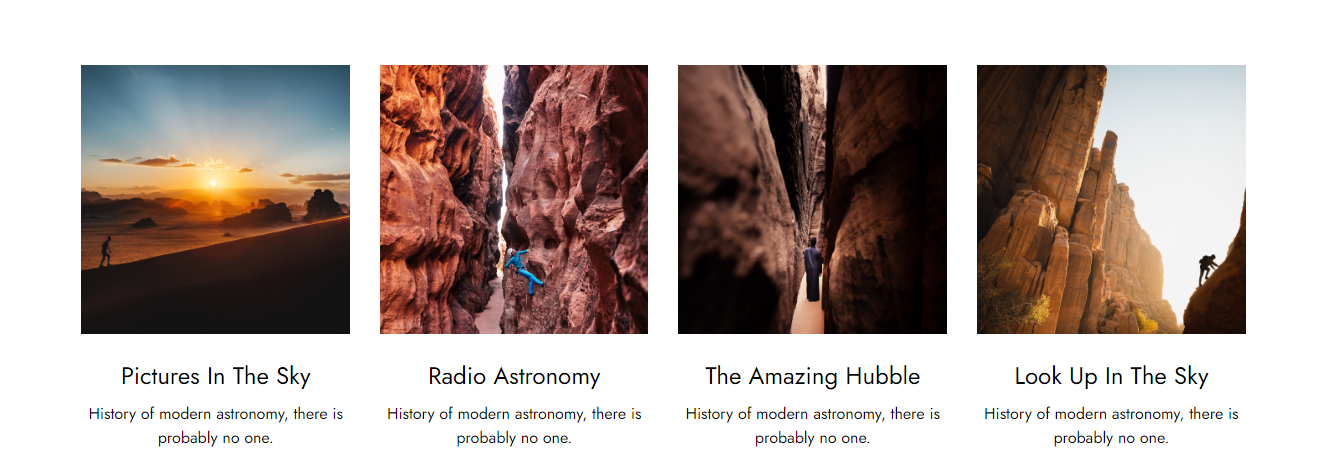 Pictures In The Sky
History of modern astronomy, there is
probably no one.
Radio Astronomy
History of modern astronomy, there is
probably no one.
The Amazing Hubble
History of modern astronomy, there is
probably no one.
Look Up In The Sky
History of modern astronomy, there is
probably no one.